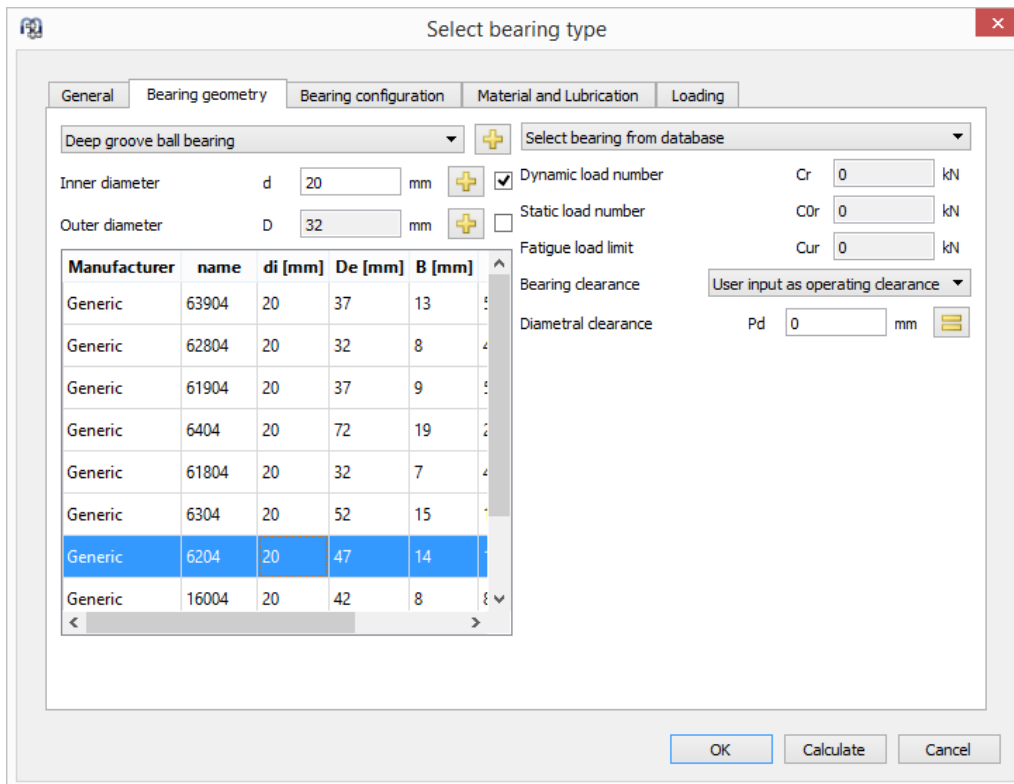 Select bearing type
General Bearing geometry Bearing configuration Material and Lubrication Loading
Deep groove ball bearing
Select bearing from database
Inner diameter d 20 mm
Outer diameter D 32 mm
Dynamic load number Cr 0 kN
Static load number C0r 0 kN
Fatigue load limit Cur 0 kN
Bearing clearance User input as operating clearance
Diametral clearance Pd 0 mm
Manufacturer name di [mm] De [mm] B [mm]
Generic 63904 20 37 13
Generic 62804 20 32 8
Generic 61904 20 37 9
Generic 6404 20 72 19
Generic 61804 20 32 7
Generic 6304 20 52 15
Generic 6204 20 47 14
Generic 16004 20 42 8
OK Calculate Cancel